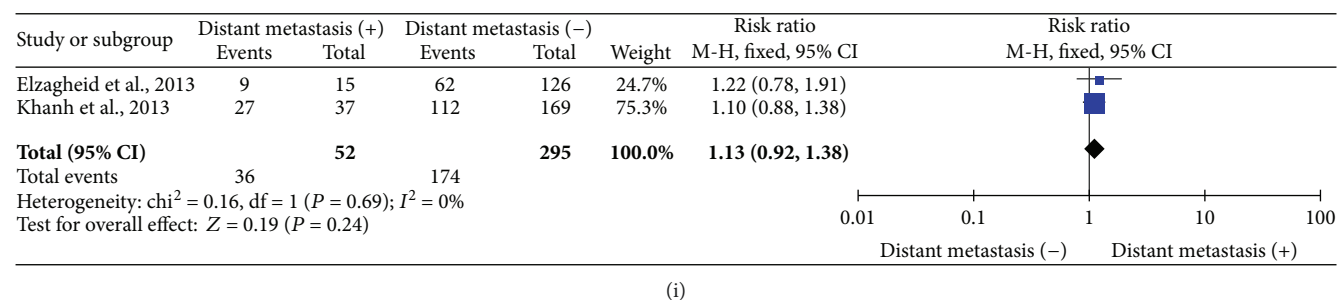 Study or subgroup Distant metastasis (+) Distant metastasis (−) Weight Risk ratio Risk ratio
Events Total Events Total M-H, fixed, 95% CI M-H, fixed, 95% CI
Elzagheid et al., 2013 9 15 62 126 24.7% 1.22 (0.78, 1.91)
Khanh et al., 2013 27 37 112 169 75.3% 1.10 (0.88, 1.38)
Total (95% CI) 52 295 100.0% 1.13 (0.92, 1.38)
Total events 36 174
Heterogeneity: chi² = 0.16, df = 1 (P = 0.69); I² = 0%
Test for overall effect: Z = 0.19 (P = 0.24)
0.01 0.1 1 10 100
Distant metastasis (−) Distant metastasis (+)
(i)